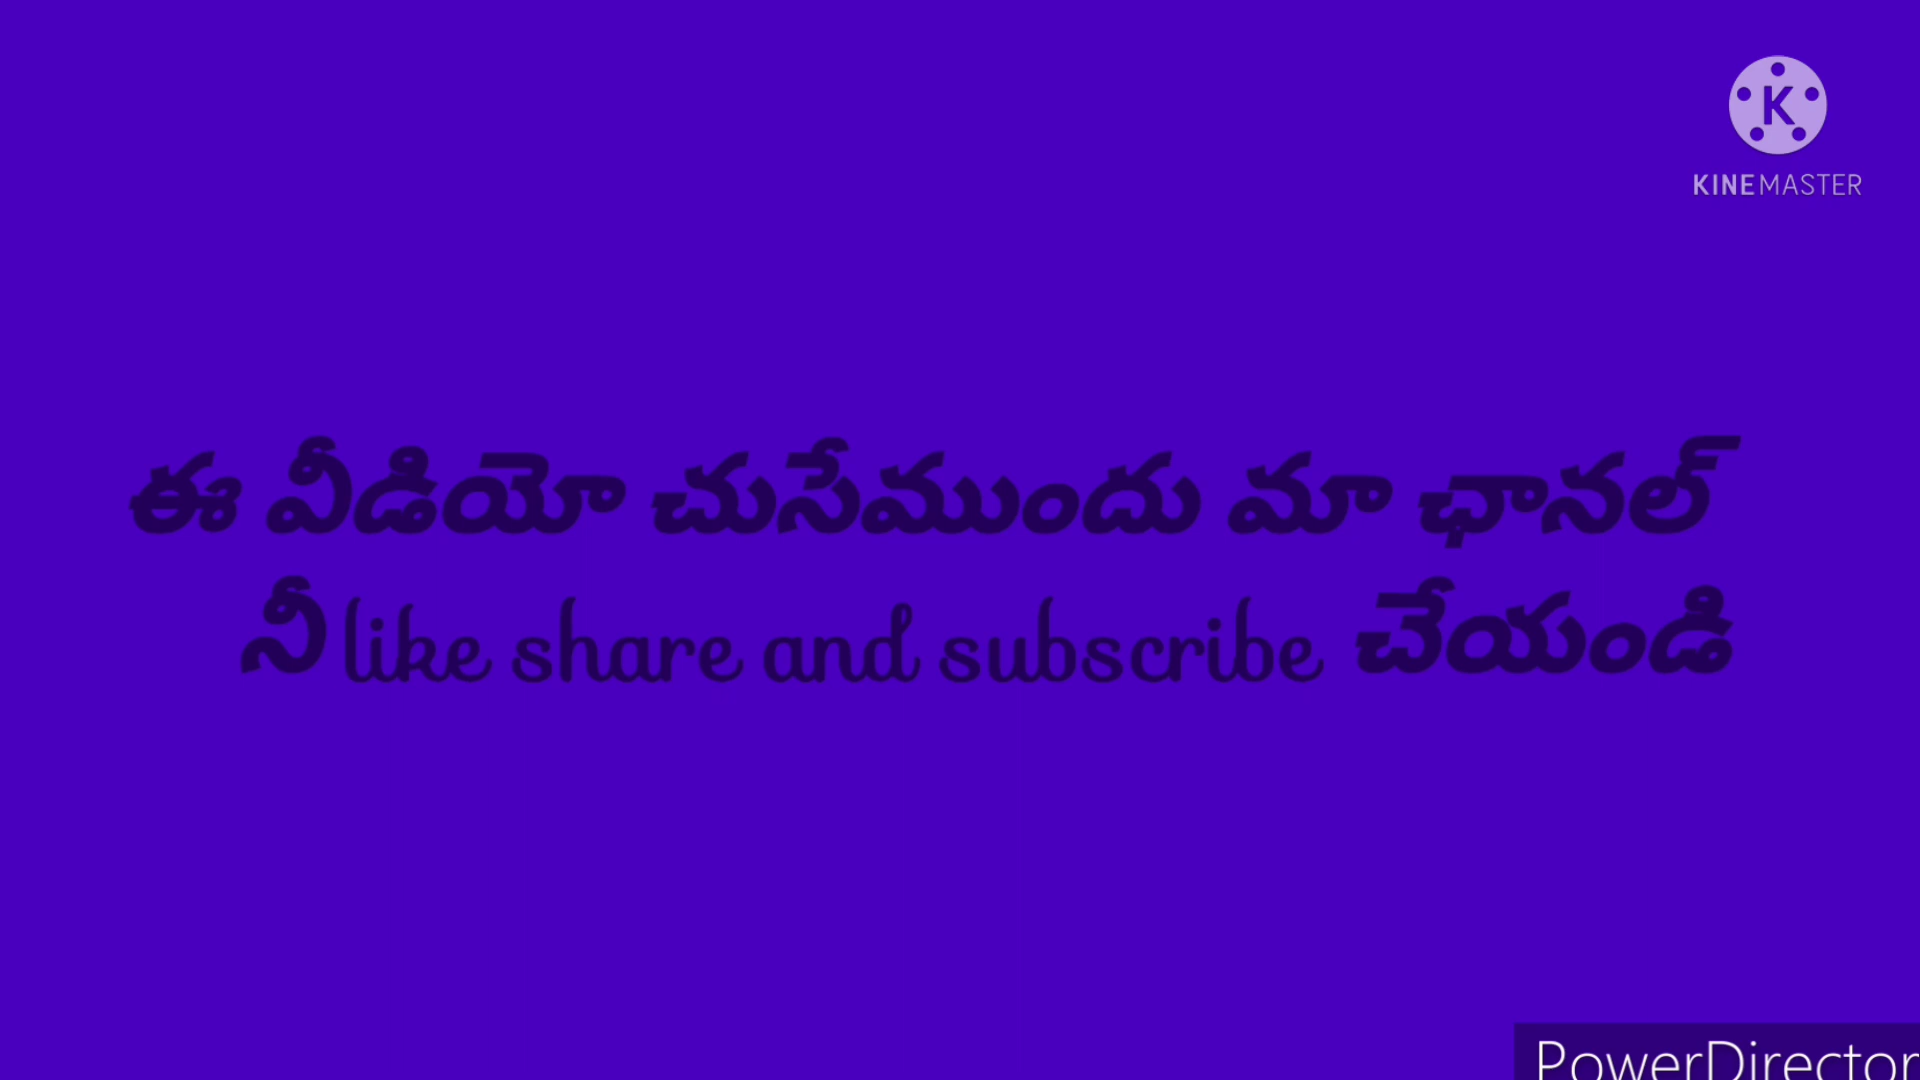 K
KINEMASTER
ఈ వీడియో చుసేముందు మా ఛానల్
నీ like share and subscribe చేయండి
PowerDirector